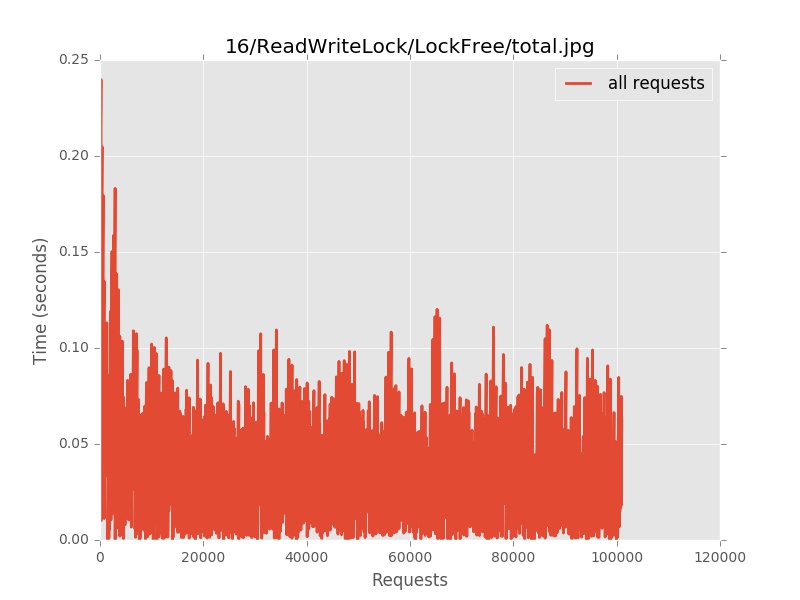 16/ReadWriteLock/LockFree/total.jpg
all requests
0.25
0.20
0.15
0.10
0.05
0.00
Time (seconds)
0 20000 40000 60000 80000 100000 120000
Requests